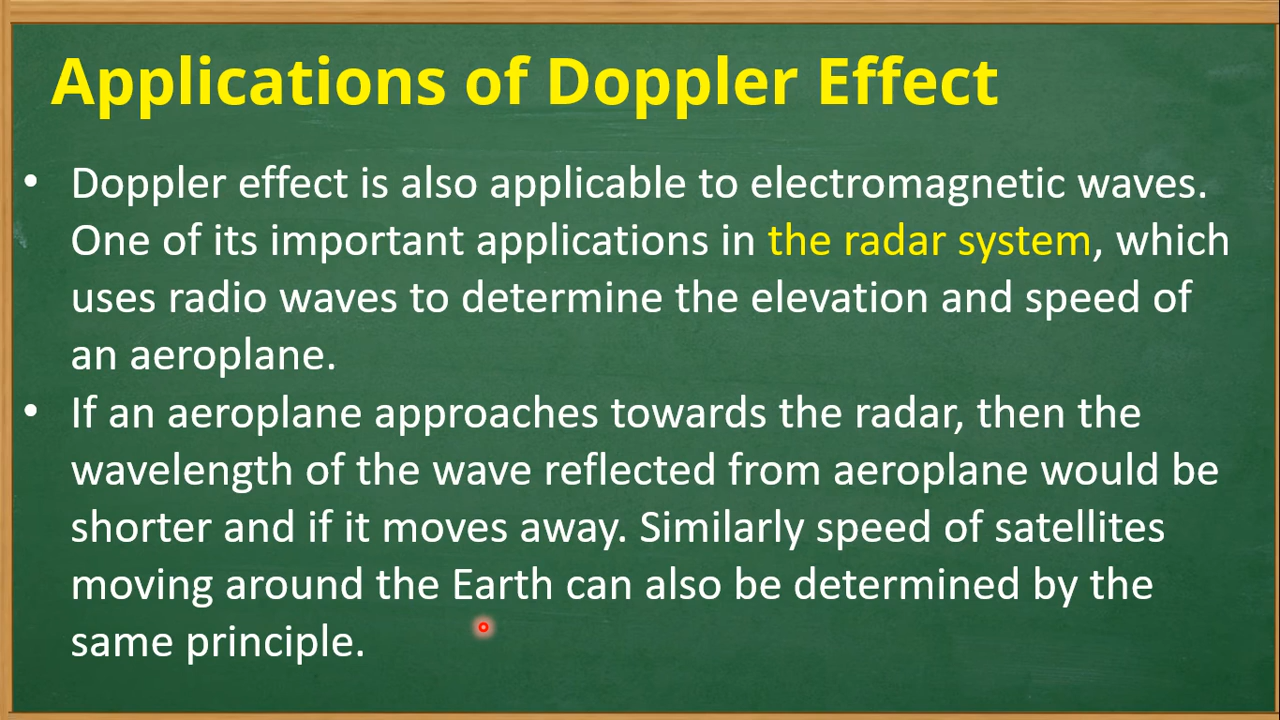 Applications of Doppler Effect
• Doppler effect is also applicable to electromagnetic waves.
One of its important applications in the radar system, which
uses radio waves to determine the elevation and speed of
an aeroplane.
• If an aeroplane approaches towards the radar, then the
wavelength of the wave reflected from aeroplane would be
shorter and if it moves away. Similarly speed of satellites
moving around the Earth can also be determined by the
same principle.